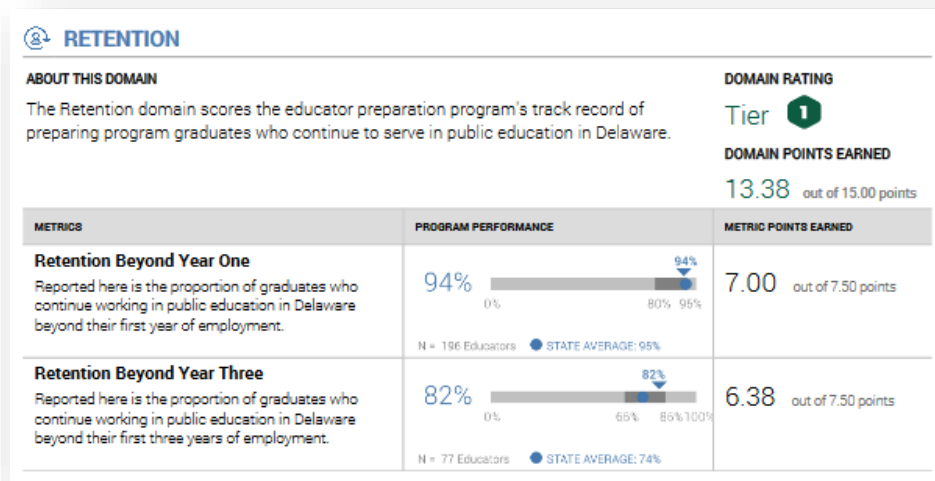 RETENTION
ABOUT THIS DOMAIN
The Retention domain scores the educator preparation program's track record of
preparing program graduates who continue to serve in public education in Delaware.
DOMAIN RATING
Tier 1
DOMAIN POINTS EARNED
13.38 out of 15.00 points
METRICS
PROGRAM PERFORMANCE
METRIC POINTS EARNED
Retention Beyond Year One
Reported here is the proportion of graduates who
continue working in public education in Delaware
beyond their first year of employment.
94%
94%
0% 80% 95%
N = 196 Educators STATE AVERAGE: 95%
7.00 out of 7.50 points
Retention Beyond Year Three
Reported here is the proportion of graduates who
continue working in public education in Delaware
beyond their first three years of employment.
82%
82%
0% 66% 86% 100%
N = 77 Educators STATE AVERAGE: 74%
6.38 out of 7.50 points